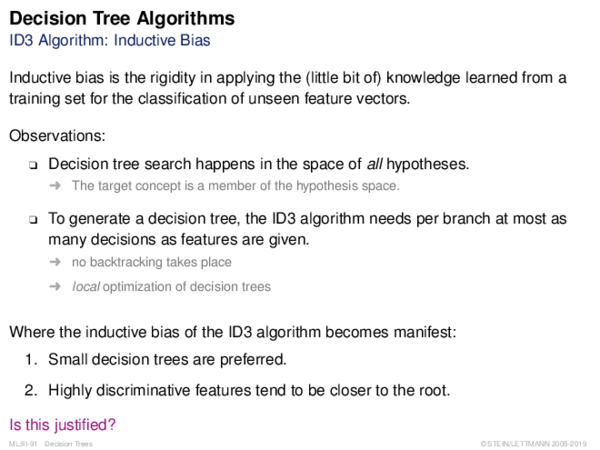 Decision Tree Algorithms
ID3 Algorithm: Inductive Bias
Inductive bias is the rigidity in applying the (little bit of) knowledge learned from a
training set for the classification of unseen feature vectors.
Observations:
❑ Decision tree search happens in the space of all hypotheses.
➜ The target concept is a member of the hypothesis space.
❑ To generate a decision tree, the ID3 algorithm needs per branch at most as
many decisions as features are given.
➜ no backtracking takes place
➜ local optimization of decision trees
Where the inductive bias of the ID3 algorithm becomes manifest:
1. Small decision trees are preferred.
2. Highly discriminative features tend to be closer to the root.
Is this justified?
ML:III-91 Decision Trees © STEIN/LETTMANN 2005-2019